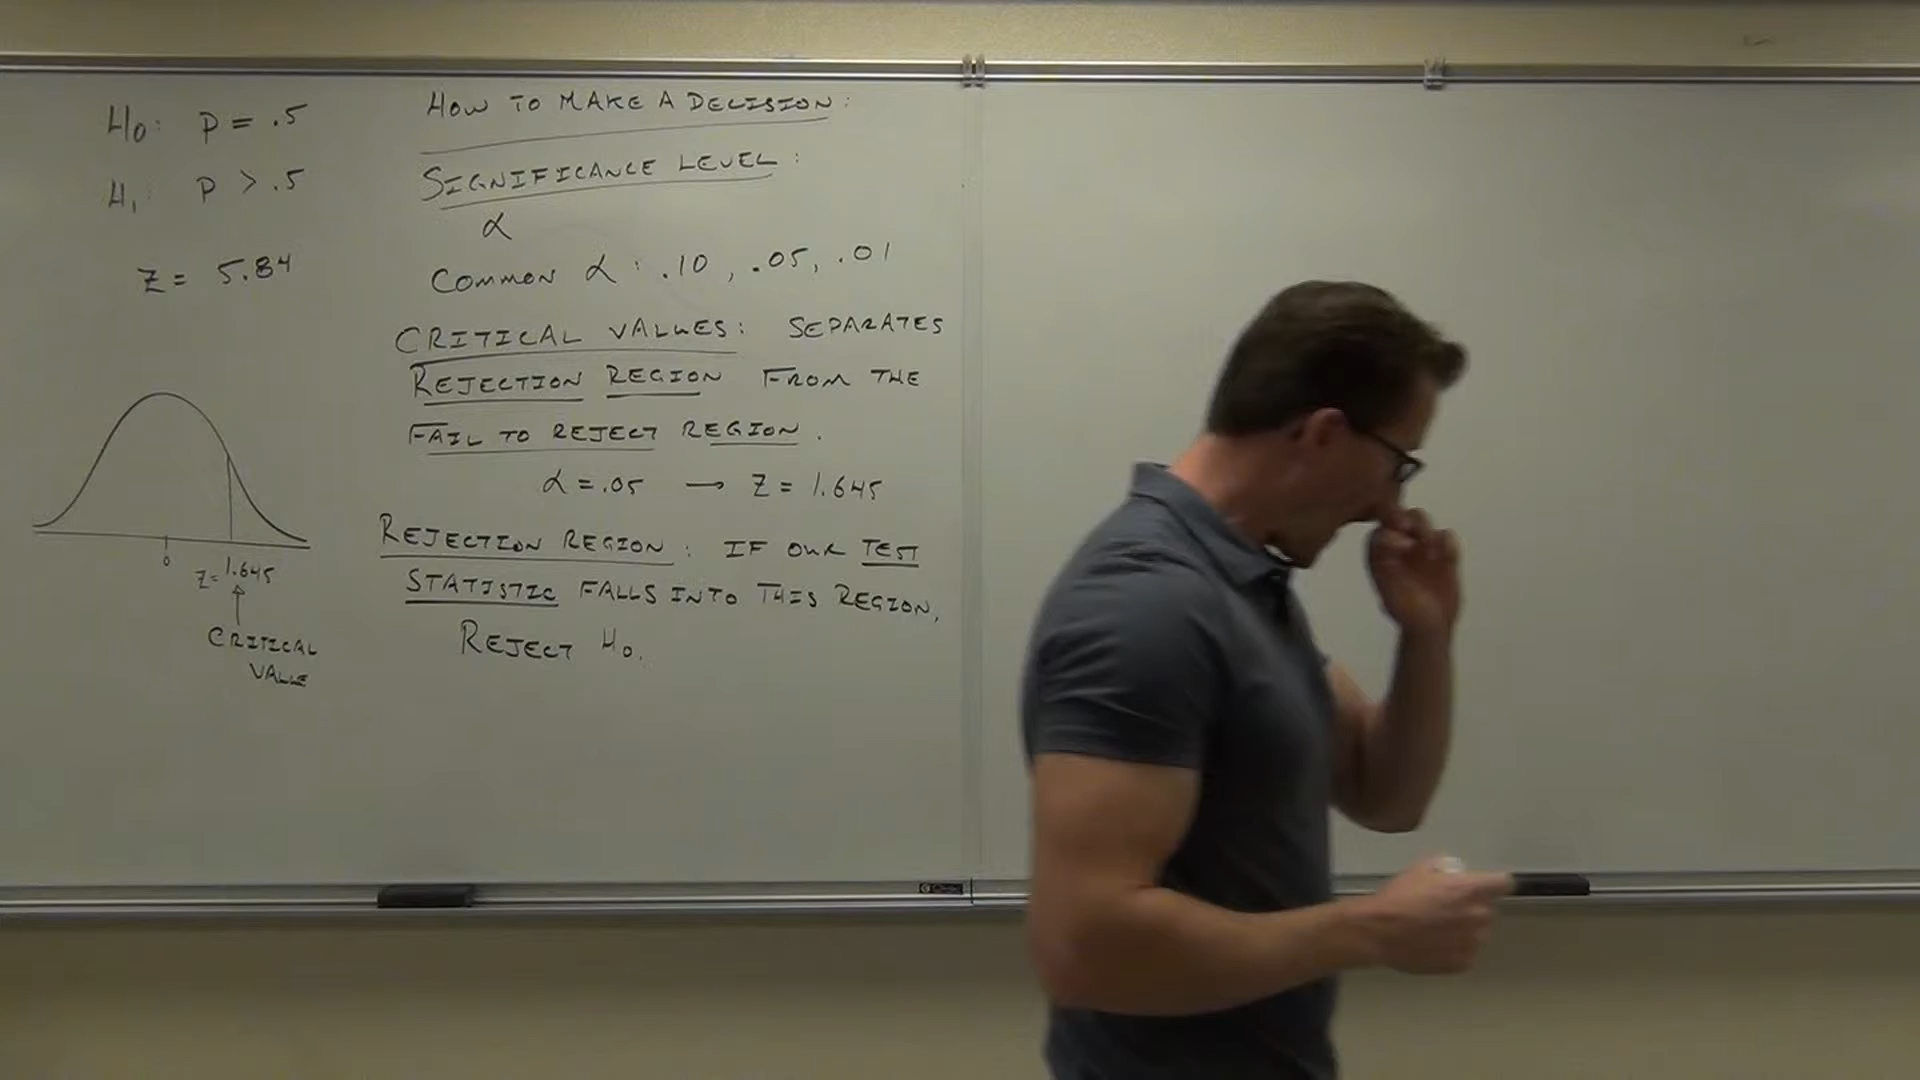 H0: P = .5
H1: P > .5
Z = 5.84
0
Z= 1.645
CRITICAL
VALUE
HOW TO MAKE A DECISION:
SIGNIFICANCE LEVEL:
α
COMMON α: .10, .05, .01
CRITICAL VALUES: SEPARATES
REJECTION REGION FROM THE
FAIL TO REJECT REGION.
α = .05 → Z = 1.645
REJECTION REGION: IF OUR TEST
STATISTIC FALLS INTO THIS REGION,
REJECT H0.